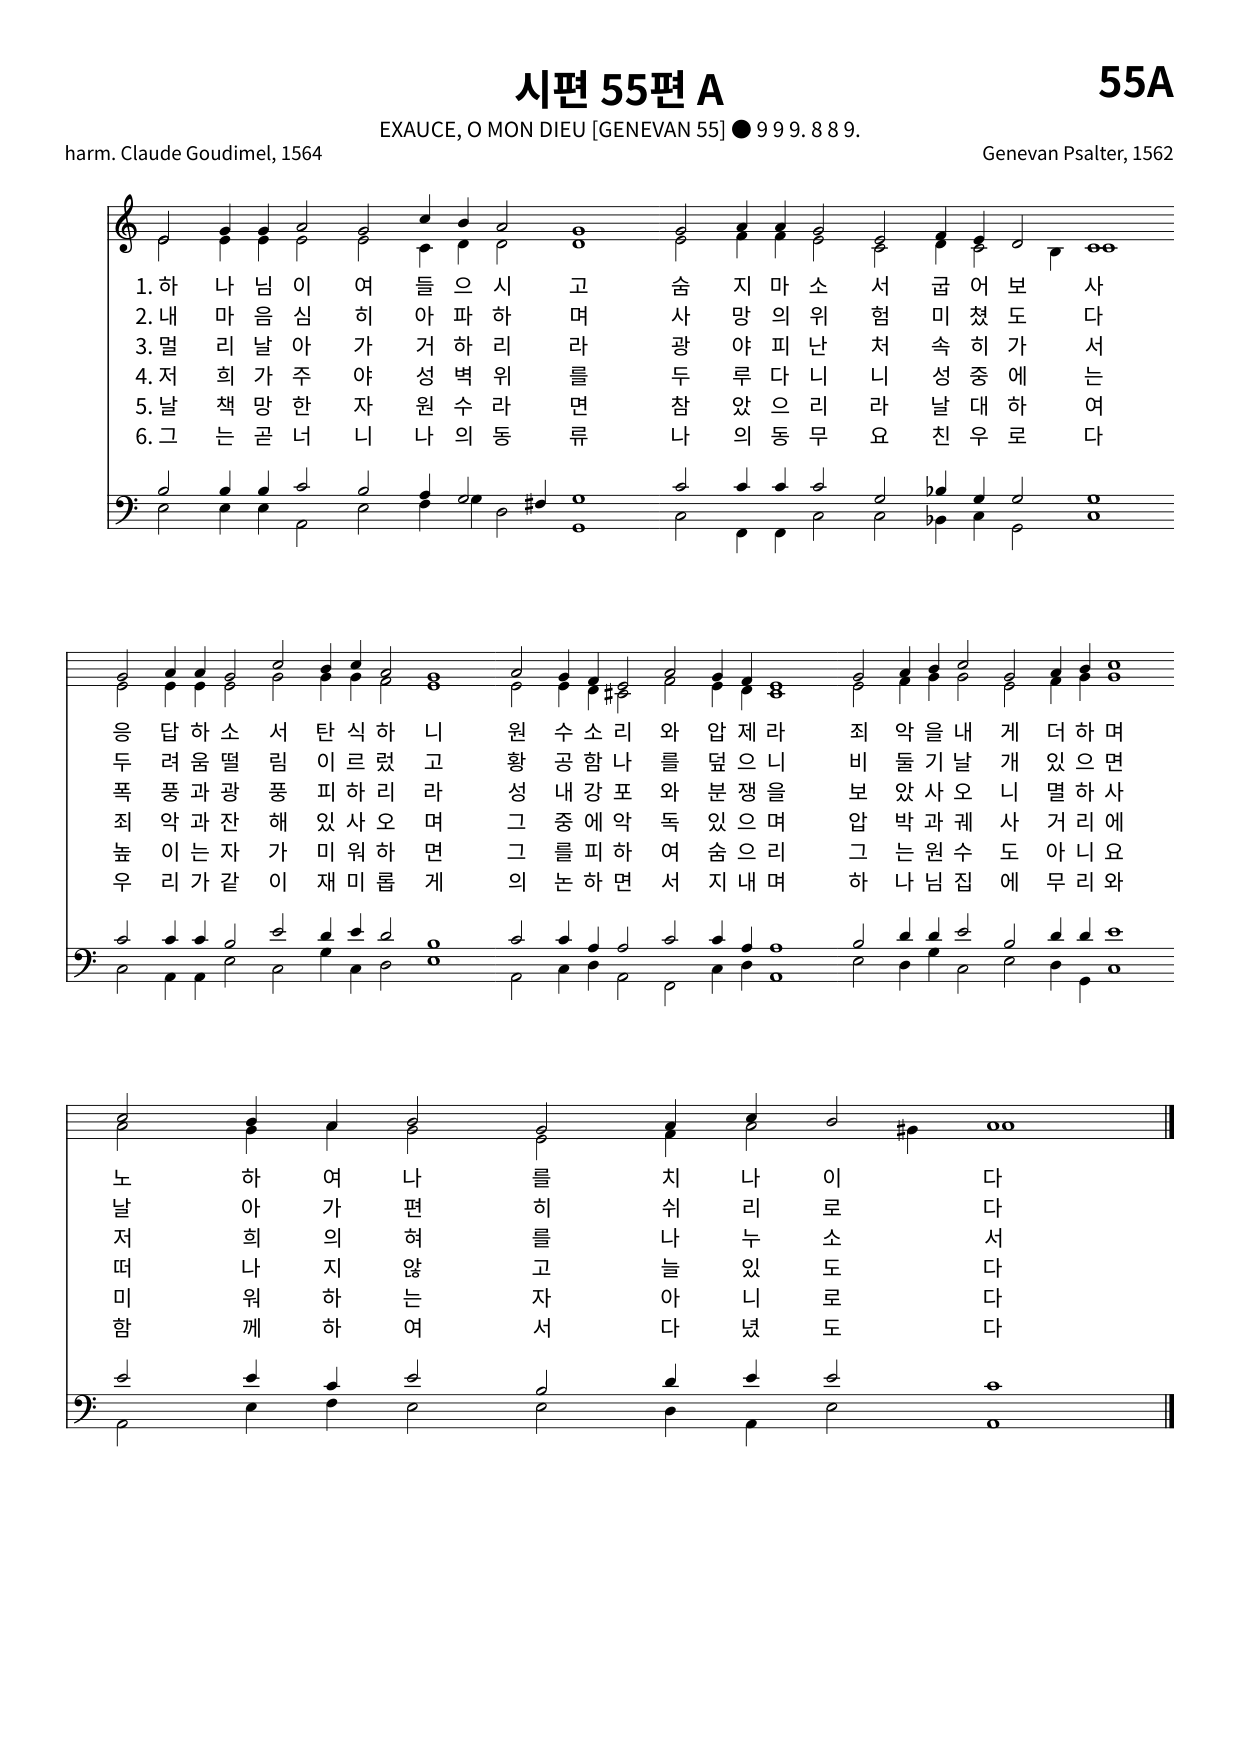 시편 55편 A
55A
EXAUCE, O MON DIEU [GENEVAN 55] ● 9 9 9. 8 8 9.
harm. Claude Goudimel, 1564
Genevan Psalter, 1562
1. 하 나 님 이 여 들 으 시 고 숨 지 마 소 서 굽 어 보 사
2. 내 마 음 심 히 아 파 하 며 사 망 의 위 험 미 쳤 도 다
3. 멀 리 날 아 가 거 하 리 라 광 야 피 난 처 속 히 가 서
4. 저 희 가 주 야 성 벽 위 를 두 루 다 니 니 성 중 에 는
5. 날 책 망 한 자 원 수 라 면 참 았 으 리 라 날 대 하 여
6. 그 는 곧 너 니 나 의 동 류 나 의 동 무 요 친 우 로 다
응 답 하 소 서 탄 식 하 니 원 수 소 리 와 압 제 라 죄 악 을 내 게 더 하 며
두 려 움 떨 림 이 르 렀 고 황 공 함 나 를 덮 으 니 비 둘 기 날 개 있 으 면
폭 풍 과 광 풍 피 하 리 라 성 내 강 포 와 분 쟁 을 보 았 사 오 니 멸 하 사
죄 악 과 잔 해 있 사 오 며 그 중 에 악 독 있 으 며 압 박 과 궤 사 거 리 에
높 이 는 자 가 미 워 하 면 그 를 피 하 여 숨 으 리 그 는 원 수 도 아 니 요
우 리 가 같 이 재 미 롭 게 의 논 하 면 서 지 내 며 하 나 님 집 에 무 리 와
노 하 여 나 를 치 나 이 다
날 아 가 편 히 쉬 리 로 다
저 희 의 혀 를 나 누 소 서
떠 나 지 않 고 늘 있 도 다
미 워 하 는 자 아 니 로 다
함 께 하 여 서 다 녔 도 다